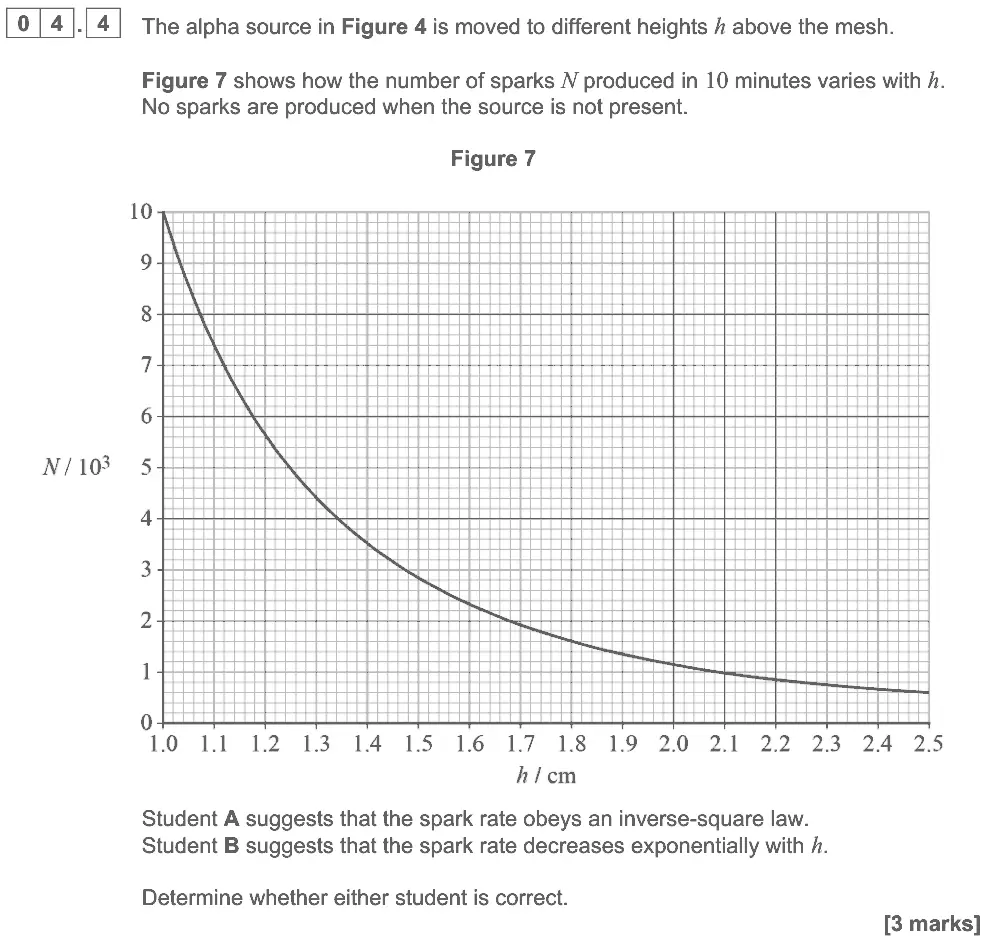 0 4 . 4 The alpha source in Figure 4 is moved to different heights h above the mesh.
Figure 7 shows how the number of sparks N produced in 10 minutes varies with h.
No sparks are produced when the source is not present.
Figure 7
10
9
8
7
6
N / 10³ 5
4
3
2
1
0
1.0 1.1 1.2 1.3 1.4 1.5 1.6 1.7 1.8 1.9 2.0 2.1 2.2 2.3 2.4 2.5
h / cm
Student A suggests that the spark rate obeys an inverse-square law.
Student B suggests that the spark rate decreases exponentially with h.
Determine whether either student is correct.
[3 marks]